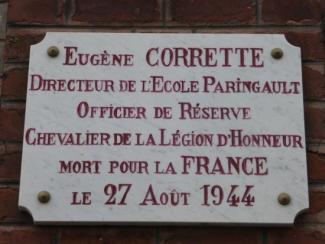 EUGÈNE CORRETTE
DIRECTEUR DE L'ECOLE PARINGAULT
OFFICIER DE RÉSERVE
CHEVALIER DE LA LÉGION D'HONNEUR
MORT POUR LA FRANCE
LE 27 AOÛT 1944